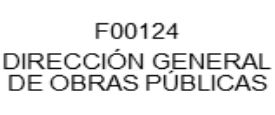 F00124
DIRECCIÓN GENERAL
DE OBRAS PÚBLICAS